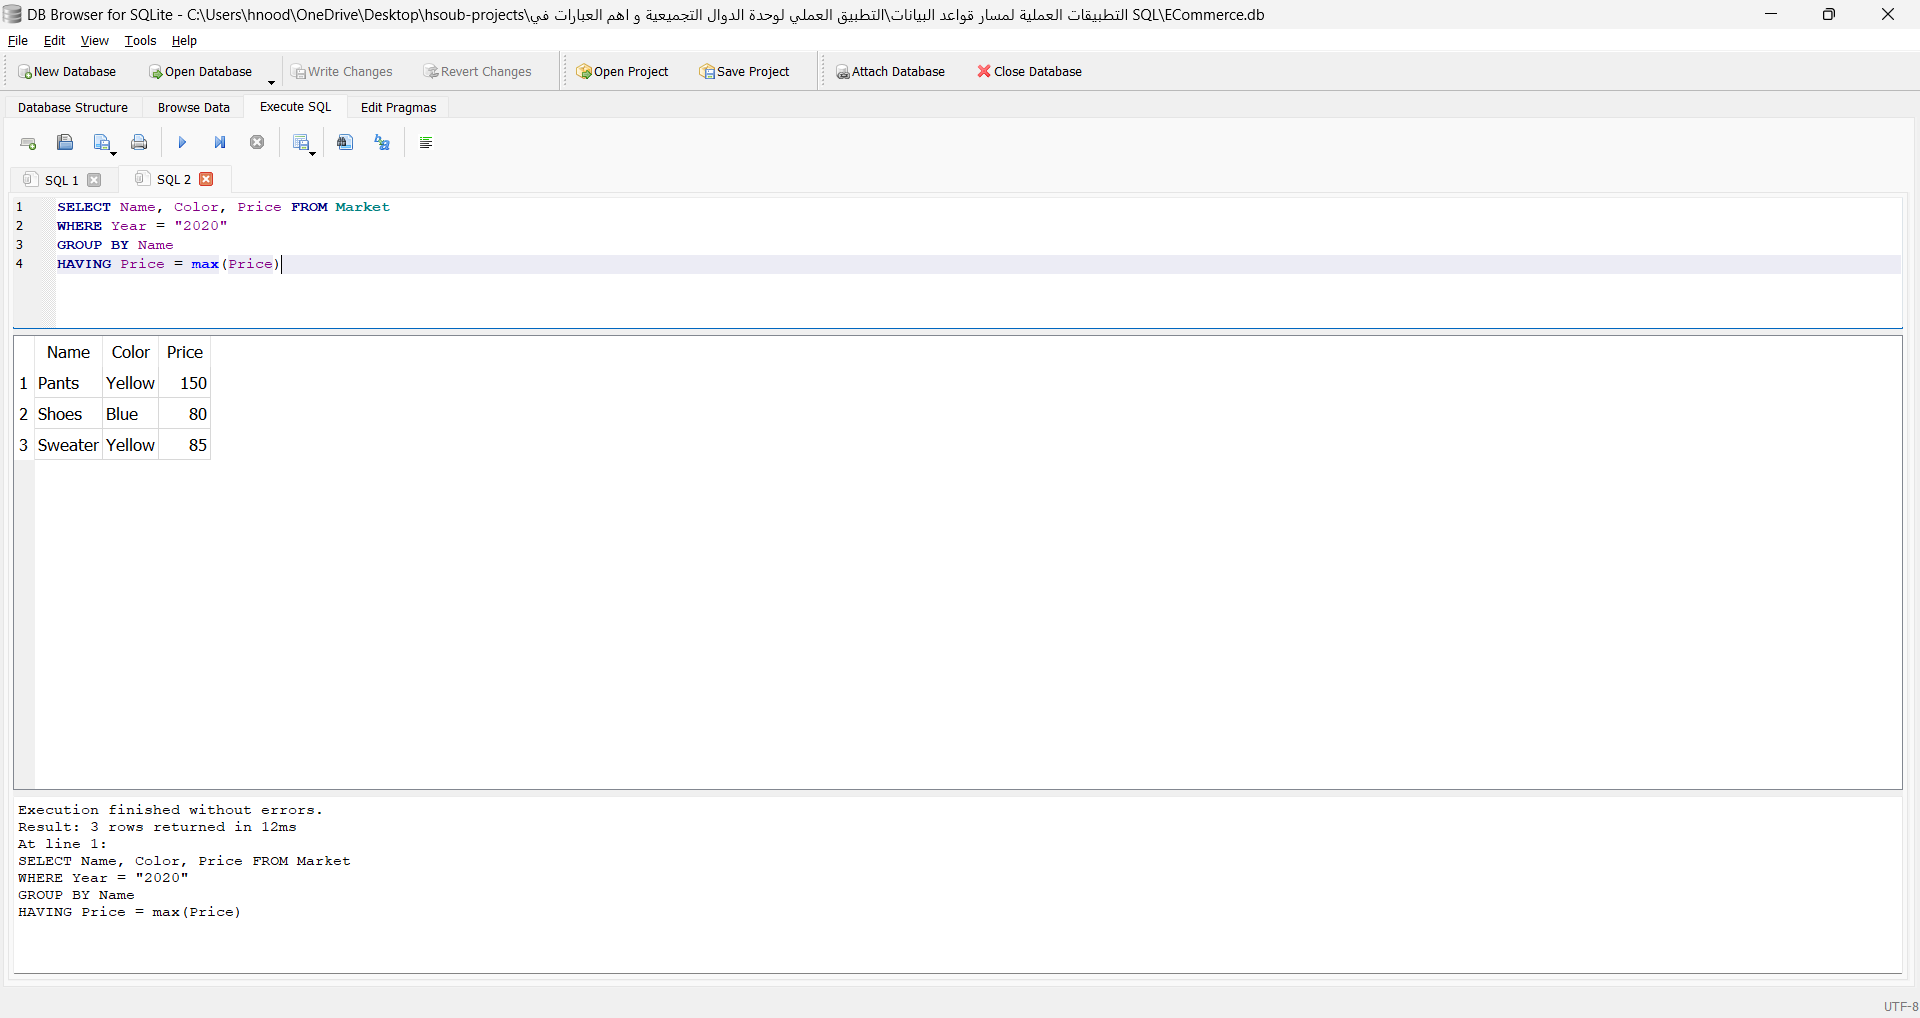 DB Browser for SQLite - C:\Users\hnood\OneDrive\Desktop\hsoub-projects\التطبيقات العملية لمسار قواعد البيانات\التطبيق العملي لوحدة الدوال التجميعية و اهم العبارات في SQL\ECommerce.db
File Edit View Tools Help
New Database Open Database Write Changes Revert Changes Open Project Save Project Attach Database Close Database
Database Structure Browse Data Execute SQL Edit Pragmas
SQL 1 SQL 2
1 SELECT Name, Color, Price FROM Market
2 WHERE Year = "2020"
3 GROUP BY Name
4 HAVING Price = max(Price)
Name Color Price
1 Pants Yellow 150
2 Shoes Blue 80
3 Sweater Yellow 85
Execution finished without errors.
Result: 3 rows returned in 12ms
At line 1:
SELECT Name, Color, Price FROM Market
WHERE Year = "2020"
GROUP BY Name
HAVING Price = max(Price)
UTF-8